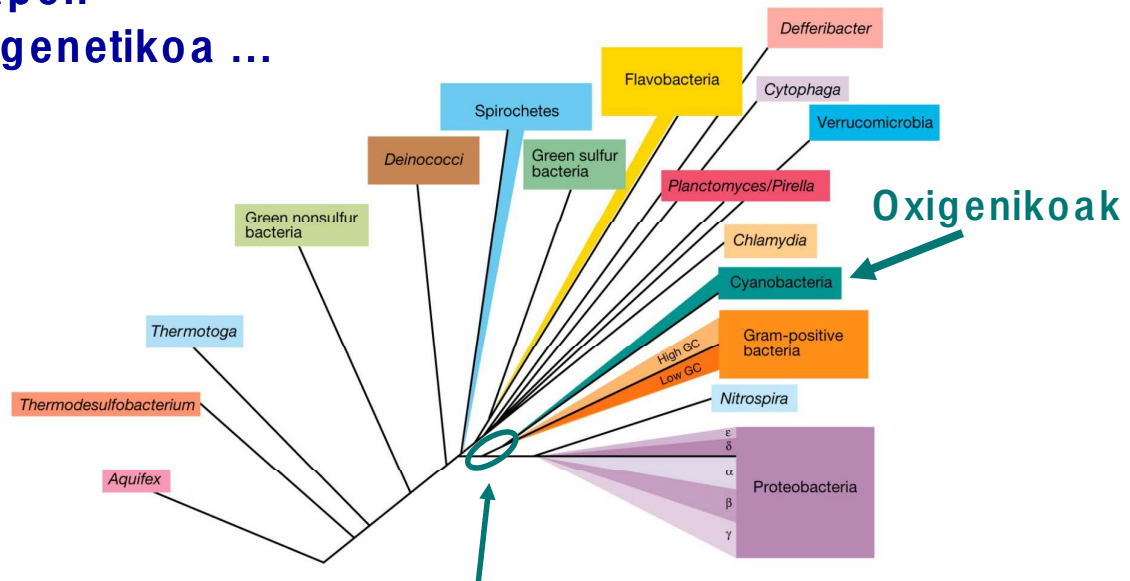 genetikoa ...
Defferibacter
Flavobacteria
Cytophaga
Spirochetes
Verrucomicrobia
Deinococci
Green sulfur
bacteria
Planctomyces/Pirella
Oxigenikoak
Green nonsulfur
bacteria
Chlamydia
Cyanobacteria
Thermotoga
High GC
Gram-positive
bacteria
Low GC
Nitrospira
Thermodesulfobacterium
ε
δ
α
Aquifex
Proteobacteria
β
γ